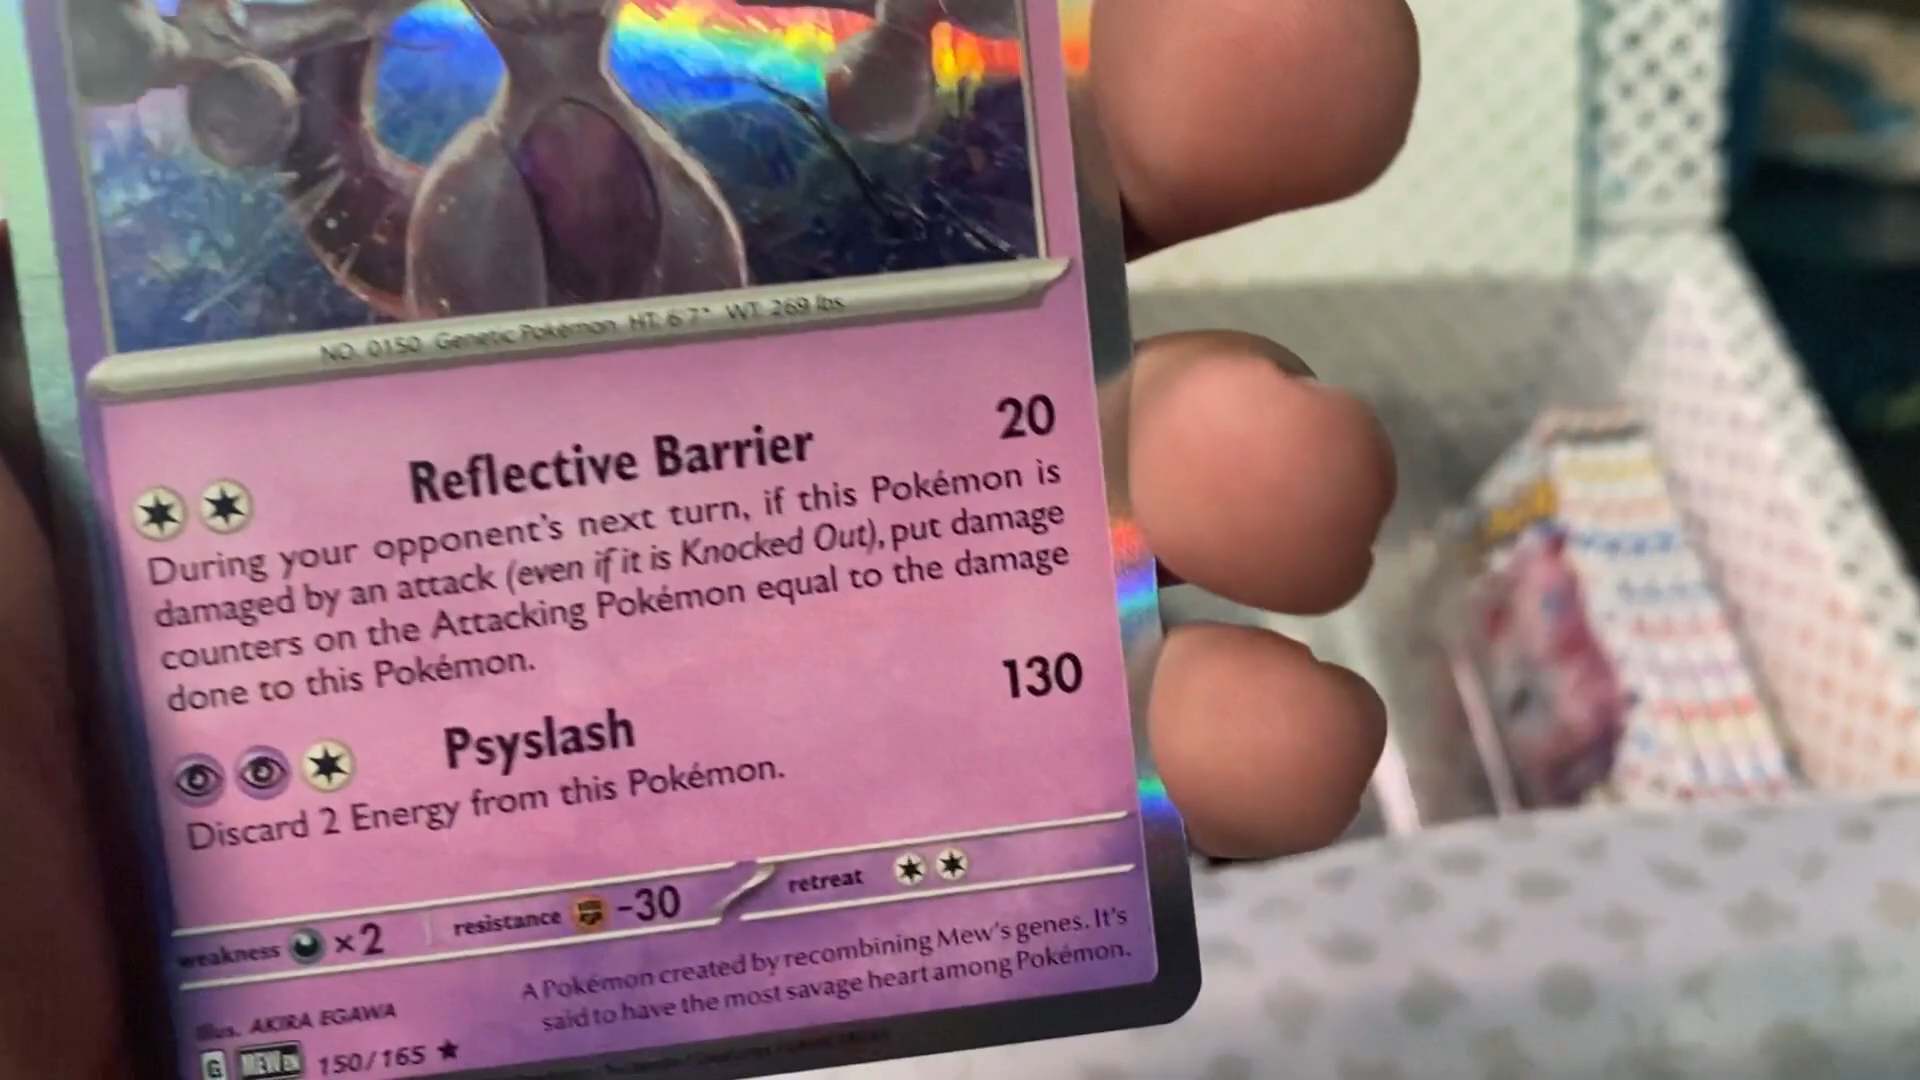 NO. 0150 Genetic Pokémon HT: 6'7" WT: 269 lbs
Reflective Barrier 20
During your opponent's next turn, if this Pokémon is
damaged by an attack (even if it is Knocked Out), put damage
counters on the Attacking Pokémon equal to the damage
done to this Pokémon.
Psyslash 130
Discard 2 Energy from this Pokémon.
weakness ×2 resistance -30 retreat
A Pokémon created by recombining Mew's genes. It's
said to have the most savage heart among Pokémon.
Illus. AKIRA EGAWA
G MEW EN 150/165